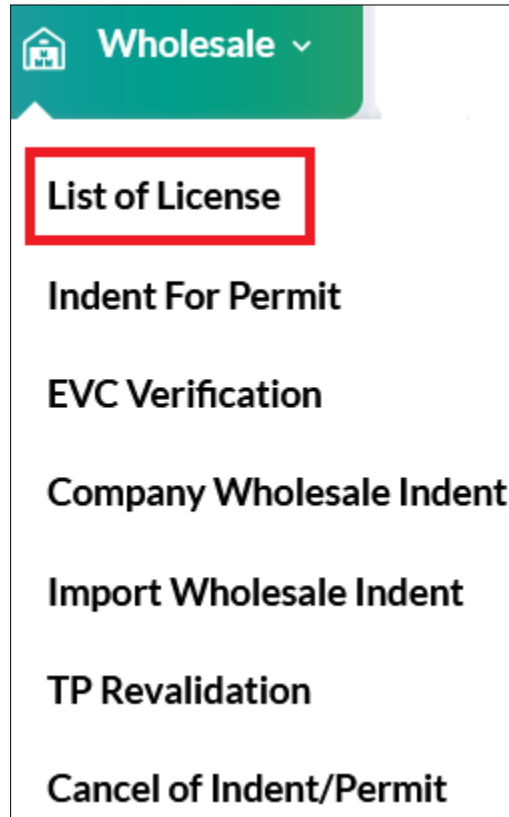 Wholesale
List of License
Indent For Permit
EVC Verification
Company Wholesale Indent
Import Wholesale Indent
TP Revalidation
Cancel of Indent/Permit